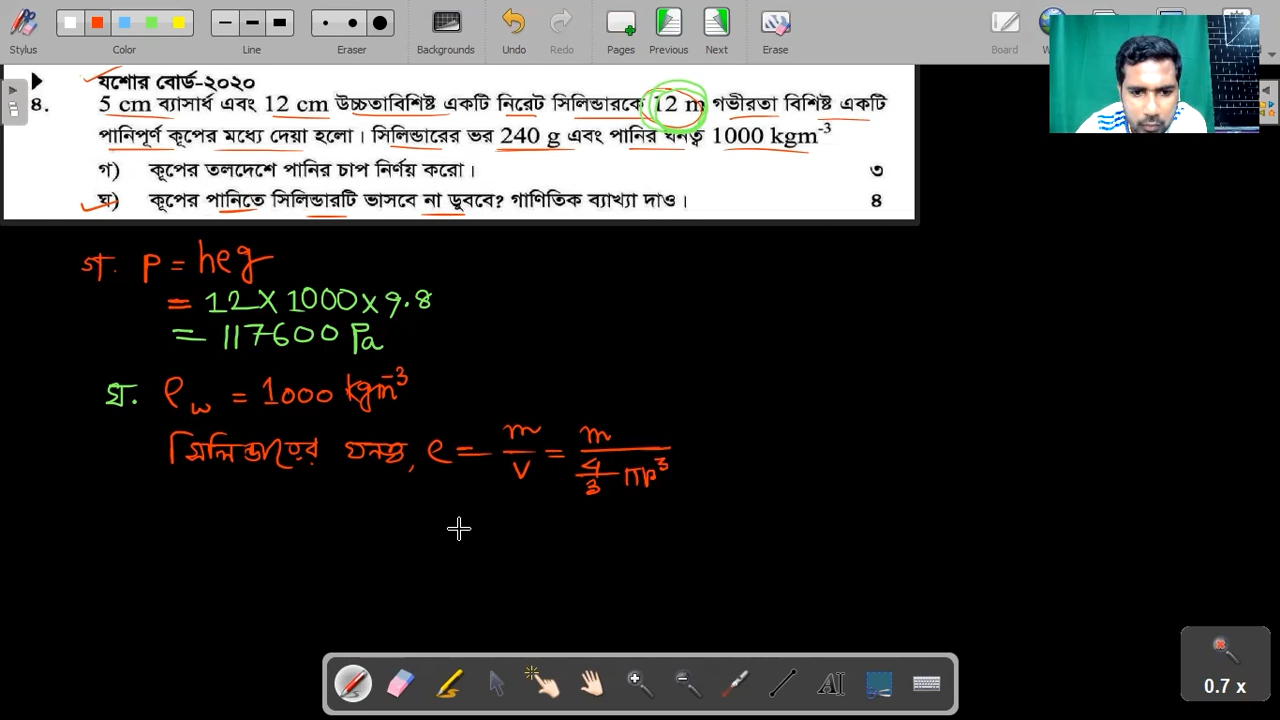 Stylus Color Line Eraser Backgrounds Undo Redo Pages Previous Next Erase Board
যশোর বোর্ড-২০২০
৪. 5 cm ব্যাসার্ধ এবং 12 cm উচ্চতাবিশিষ্ট একটি নিরেট সিলিন্ডারকে 12 m গভীরতা বিশিষ্ট একটি
পানিপূর্ণ কূপের মধ্যে দেয়া হলো। সিলিন্ডারের ভর 240 g এবং পানির ঘনত্ব 1000 kgm⁻³
গ) কূপের তলদেশে পানির চাপ নির্ণয় করো। ৩
ঘ) কূপের পানিতে সিলিন্ডারটি ভাসবে না ডুববে? গাণিতিক ব্যাখ্যা দাও। ৪
গ. P = hρg
= 12 × 1000 × 9.8
= 117600 Pa
ঘ. ρw = 1000 kgm⁻³
সিলিন্ডারের ঘনত্ব, ρ = m/v = m/(4/3 πr³)
0.7 x